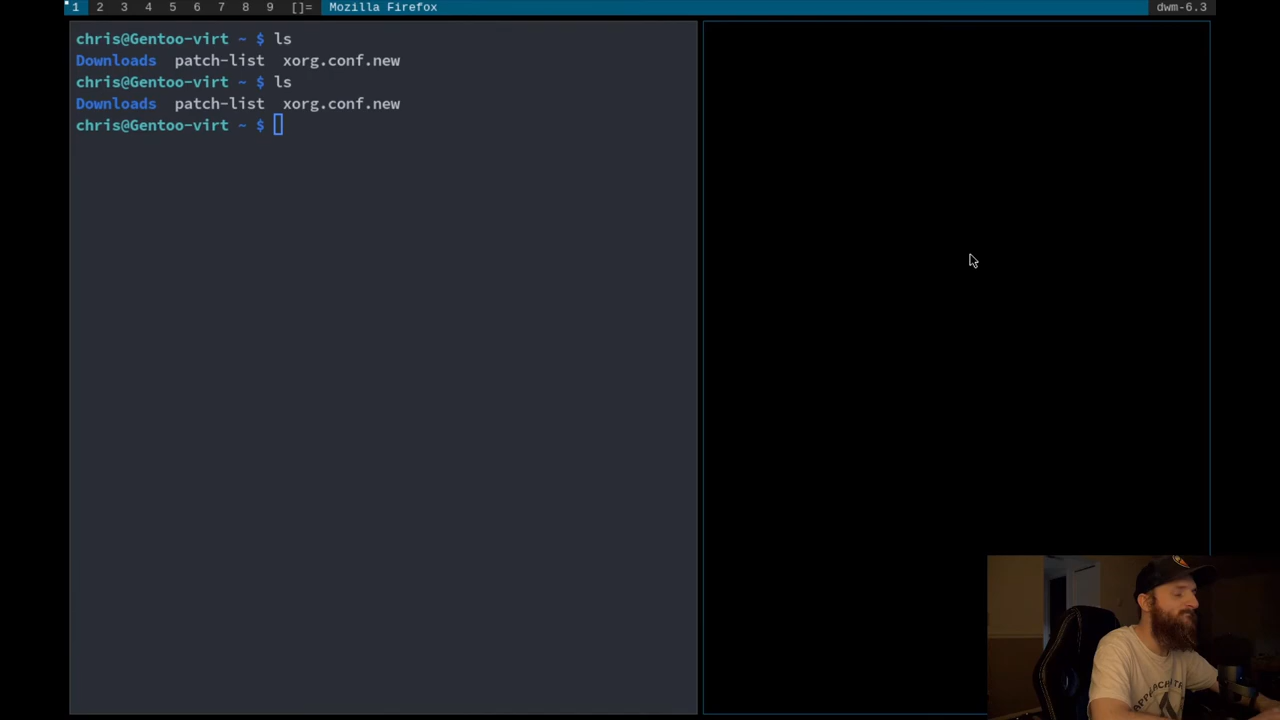 1 2 3 4 5 6 7 8 9 []= Mozilla Firefox dwm-6.3
chris@Gentoo-virt ~ $ ls
Downloads patch-list xorg.conf.new
chris@Gentoo-virt ~ $ ls
Downloads patch-list xorg.conf.new
chris@Gentoo-virt ~ $